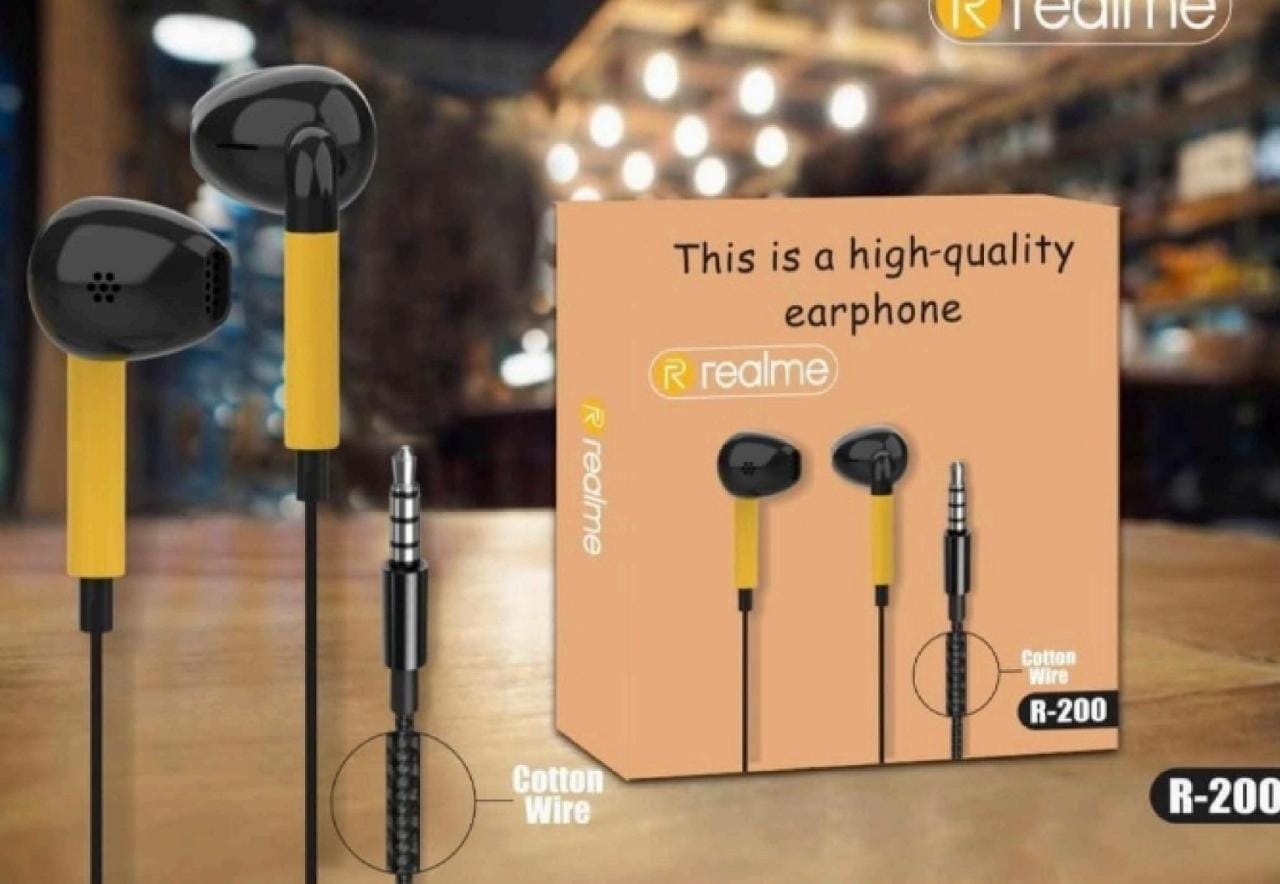 realme
This is a high-quality
earphone
R realme
R realme
Cotton
Wire
R-200
Cotton
Wire
R-200